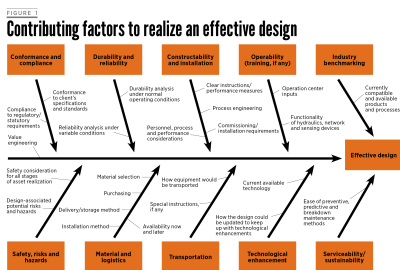 FIGURE 1
Contributing factors to realize an effective design
Conformance and
compliance
Durability and
reliability
Constructability
and installation
Operability
(training, if any)
Industry
benchmarking
Conformance to
client's
specifications
and standards
Compliance
to regulatory/
statutory
requirements
Value
engineering
Durability analysis
under normal
operating conditions
Reliability analysis under
variable conditions
Clear instructions/
performance measures
Process engineering
Personnel, process and
performance
considerations
Commissioning/
installation requirements
Operation center
inputs
Functionality
of hydraulics, network
and sensing devices
Currently
compatible
and available
products
and processes
Effective design
Safety consideration
for all stages
of asset realization
Design-associated
potential risks
and hazards
Material selection
Purchasing
Delivery/storage method
Installation method
How equipment would
be transported
Special instructions,
if any
Availability now
and later
Current available
technology
How the design could
be updated to keep
up with technological
enhancements
Ease of preventive,
predictive and
breakdown
maintenance
methods
Safety, risks and
hazards
Material and
logistics
Transportation
Technological
enhancement
Serviceability/
sustainability